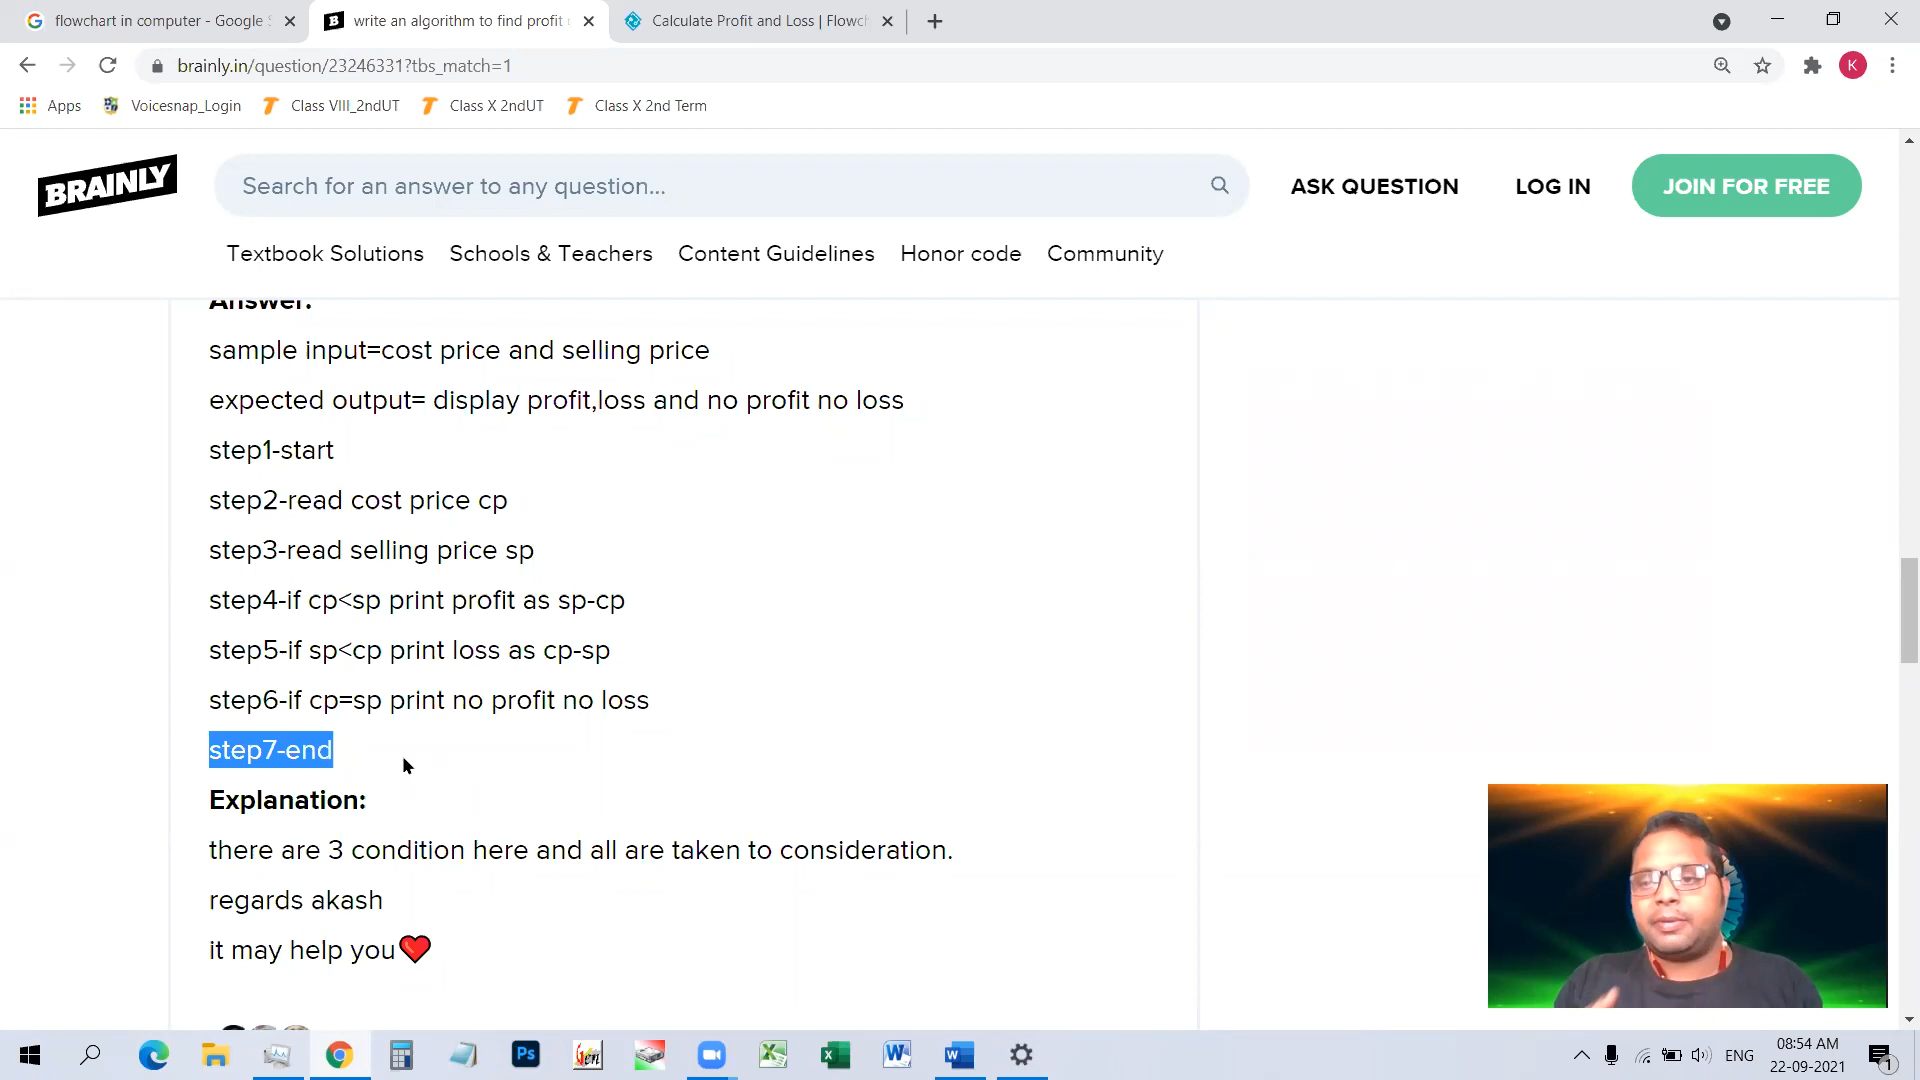 flowchart in computer - Google
write an algorithm to find profit
Calculate Profit and Loss | Flowc
brainly.in/question/23246331?tbs_match=1
K
Apps
Voicesnap_Login
Class VIII_2ndUT
Class X 2ndUT
Class X 2nd Term
BRAINLY
Search for an answer to any question...
ASK QUESTION
LOG IN
JOIN FOR FREE
Textbook Solutions
Schools & Teachers
Content Guidelines
Honor code
Community
Answer:
sample input=cost price and selling price
expected output= display profit,loss and no profit no loss
step1-start
step2-read cost price cp
step3-read selling price sp
step4-if cp<sp print profit as sp-cp
step5-if sp<cp print loss as cp-sp
step6-if cp=sp print no profit no loss
step7-end
Explanation:
there are 3 condition here and all are taken to consideration.
regards akash
it may help you❤️
Ps
ENG
08:54 AM
22-09-2021
1